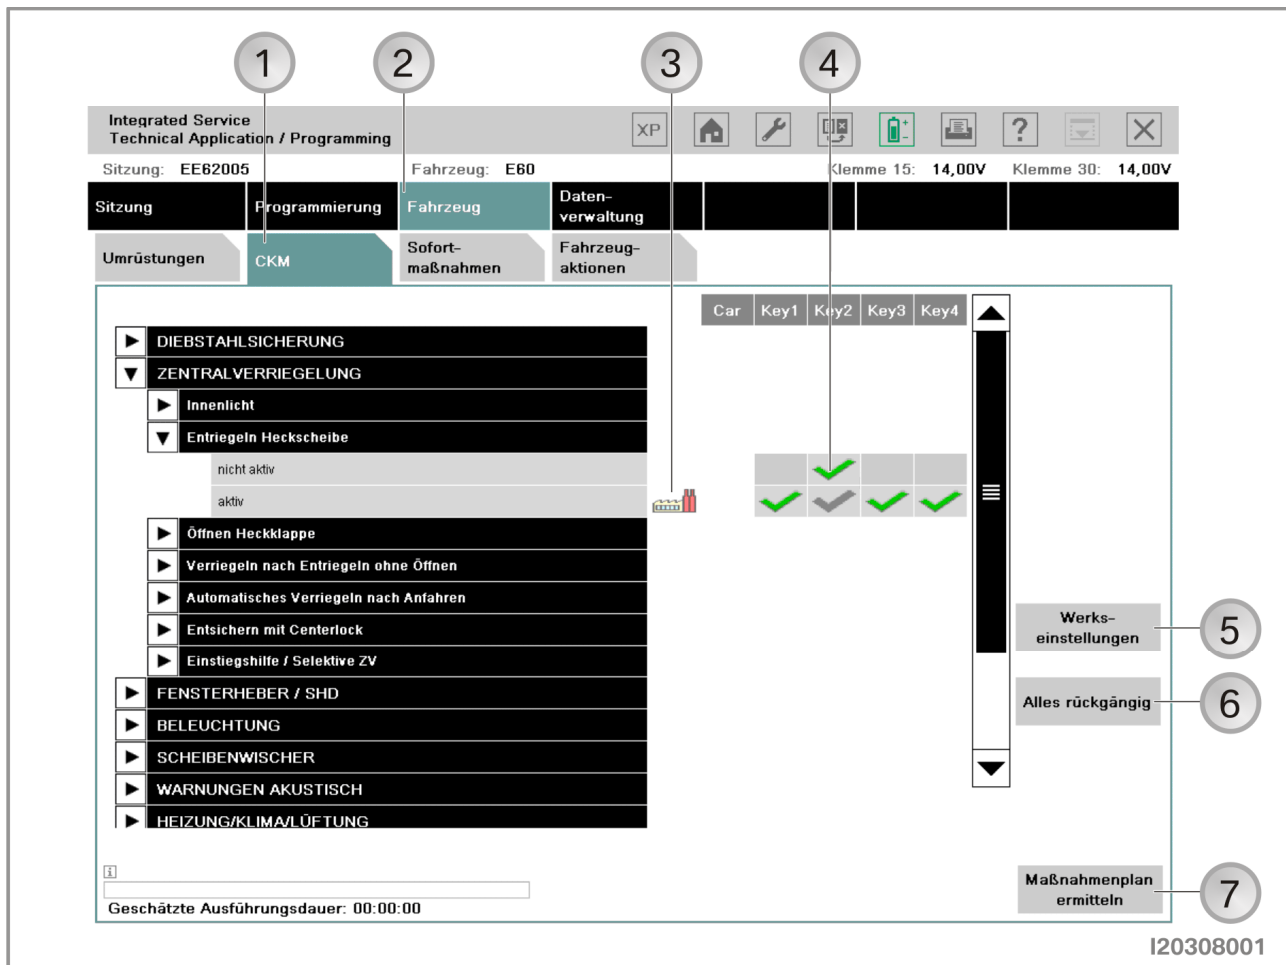 1 2 3 4
Integrated Service
Technical Application / Programming
XP
?
Sitzung: EE62005 Fahrzeug: E60 Klemme 15: 14,00V Klemme 30: 14,00V
Sitzung Programmierung Fahrzeug Daten-
verwaltung
Umrüstungen CKM Sofort-
maßnahmen
Fahrzeug-
aktionen
Car Key1 Key2 Key3 Key4
DIEBSTAHLSICHERUNG
ZENTRALVERRIEGELUNG
Innenlicht
Entriegeln Heckscheibe
nicht aktiv
aktiv
Öffnen Heckklappe
Verriegeln nach Entriegeln ohne Öffnen
Automatisches Verriegeln nach Anfahren
Entsichern mit Centerlock
Einstiegshilfe / Selektive ZV
FENSTERHEBER / SHD
BELEUCHTUNG
SCHEIBENWISCHER
WARNUNGEN AKUSTISCH
HEIZUNG/KLIMA/LÜFTUNG
Werks-
einstellungen
5
Alles rückgängig
6
i
Geschätzte Ausführungsdauer: 00:00:00
Maßnahmenplan
ermitteln
7
I20308001